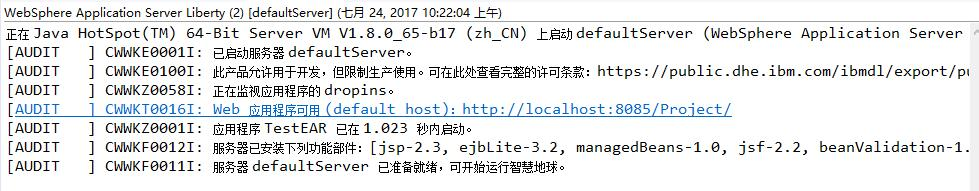 WebSphere Application Server Liberty (2) [defaultServer] (七月 24, 2017 10:22:04 上午)
正在 Java HotSpot(TM) 64-Bit Server VM V1.8.0_65-b17 (zh_CN) 上启动 defaultServer (WebSphere Application Server
[AUDIT   ] CWWKE0001I: 已启动服务器 defaultServer。
[AUDIT   ] CWWKE0100I: 此产品允许用于开发，但限制生产使用。可在此处查看完整的许可条款：https://public.dhe.ibm.com/ibmdl/export/pu
[AUDIT   ] CWWKZ0058I: 正在监视应用程序的 dropins。
[AUDIT   ] CWWKT0016I: Web 应用程序可用 (default_host)：http://localhost:8085/Project/
[AUDIT   ] CWWKZ0001I: 应用程序 TestEAR 已在 1.023 秒内启动。
[AUDIT   ] CWWKF0012I: 服务器已安装下列功能部件：[jsp-2.3, ejbLite-3.2, managedBeans-1.0, jsf-2.2, beanValidation-1.
[AUDIT   ] CWWKF0011I: 服务器 defaultServer 已准备就绪，可开始运行智慧地球。